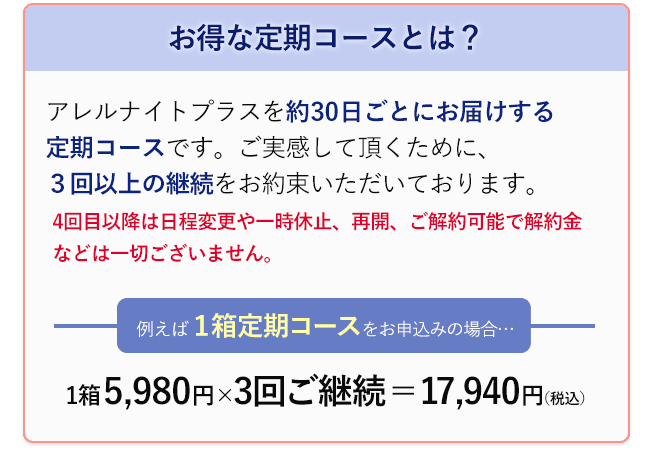 お得な定期コースとは？
アレルナイトプラスを約30日ごとにお届けする
定期コースです。ご実感して頂くために、
３回以上の継続をお約束いただいております。
4回目以降は日程変更や一時休止、再開、ご解約可能で解約金
などは一切ございません。
例えば１箱定期コースをお申込みの場合…
1箱5,980円×3回ご継続＝17,940円(税込)